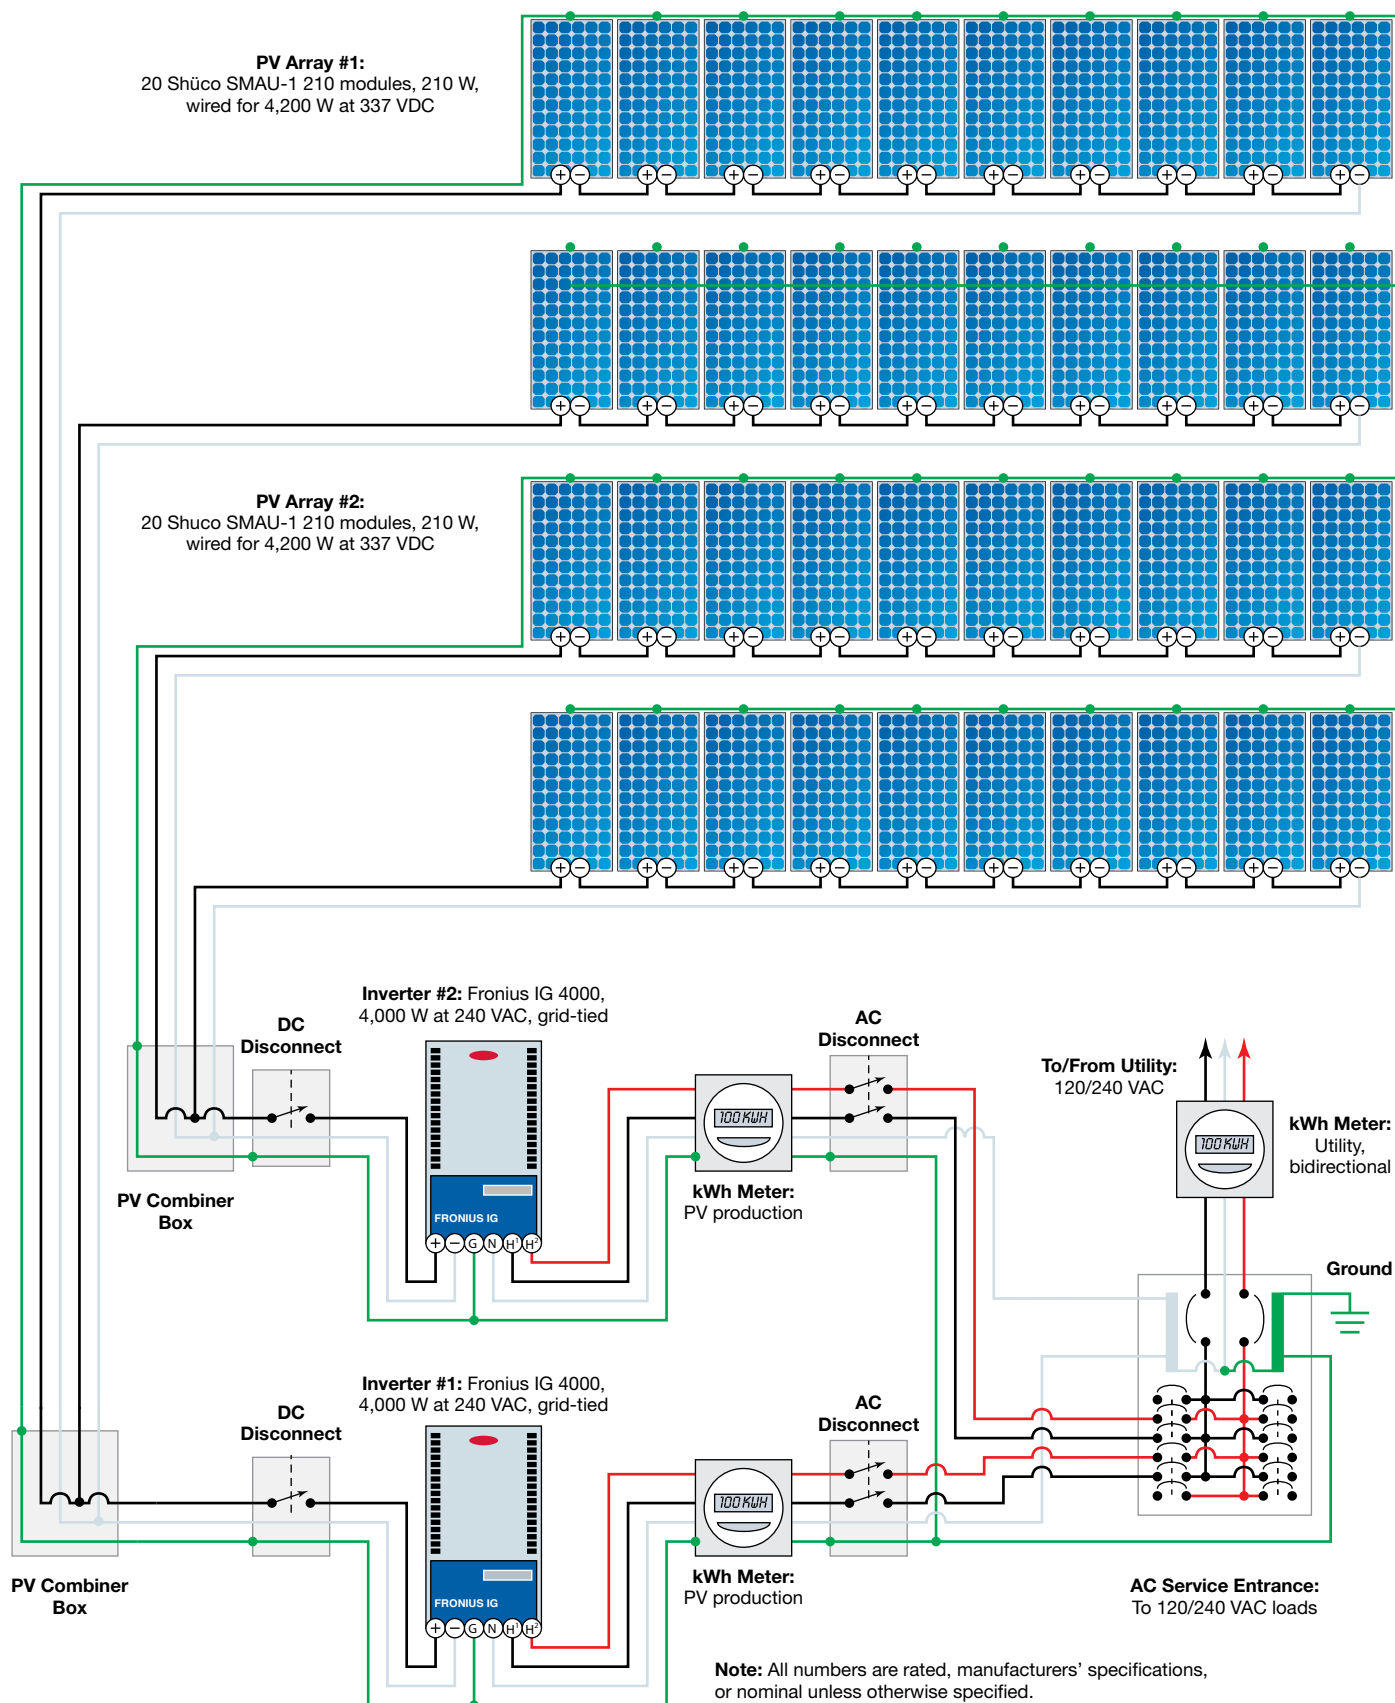 PV Array #1:
20 Shüco SMAU-1 210 modules, 210 W,
wired for 4,200 W at 337 VDC
PV Array #2:
20 Shuco SMAU-1 210 modules, 210 W,
wired for 4,200 W at 337 VDC
Inverter #2: Fronius IG 4000,
4,000 W at 240 VAC, grid-tied
DC
Disconnect
AC
Disconnect
To/From Utility:
120/240 VAC
100 KWH
100 KWH
kWh Meter:
Utility,
bidirectional
PV Combiner
Box
kWh Meter:
PV production
FRONIUS IG
+ − G N H¹ H²
Ground
Inverter #1: Fronius IG 4000,
4,000 W at 240 VAC, grid-tied
DC
Disconnect
AC
Disconnect
100 KWH
PV Combiner
Box
kWh Meter:
PV production
FRONIUS IG
+ − G N H¹ H²
AC Service Entrance:
To 120/240 VAC loads
Note: All numbers are rated, manufacturers’ specifications,
or nominal unless otherwise specified.